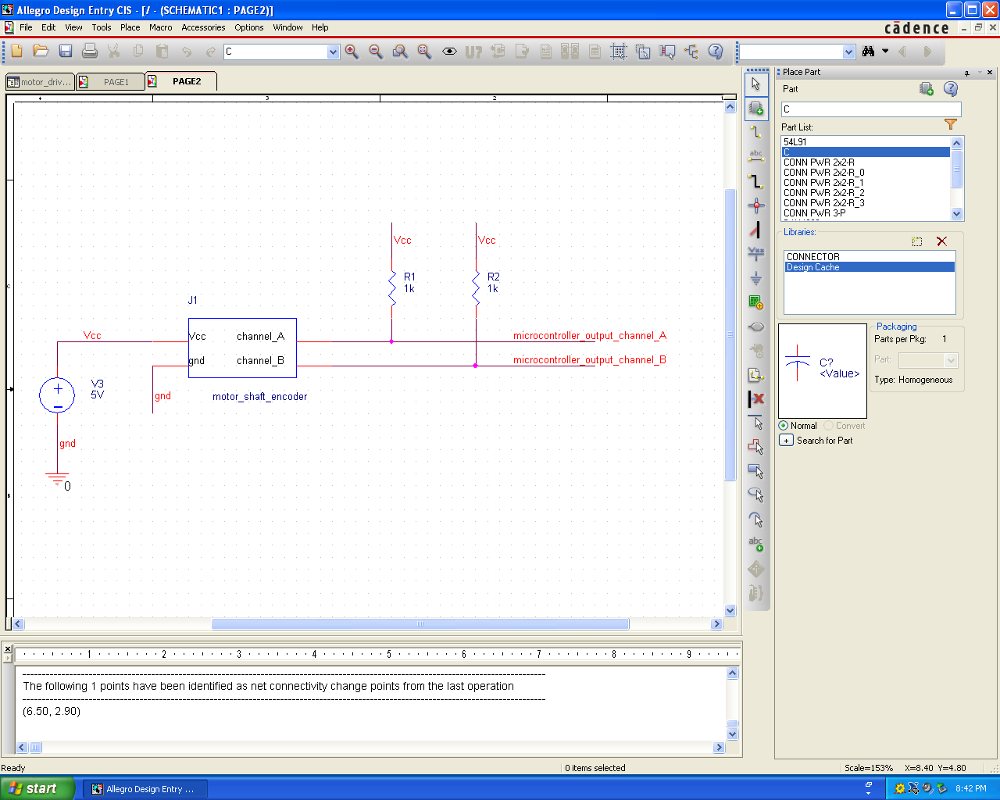 Allegro Design Entry CIS - [/ - (SCHEMATIC1 : PAGE2)]
File Edit View Tools Place Macro Accessories Options Window Help
cādence
C
U?
motor_driv...
PAGE1
PAGE2
4 3 2 1
C
B
Vcc
Vcc
R1
1k
R2
1k
J1
Vcc
Vcc
channel_A
microcontroller_output_channel_A
gnd
channel_B
microcontroller_output_channel_B
V3
5V
gnd
motor_shaft_encoder
gnd
0
abc
abc
Place Part
Part
C
Part List:
54L91
C
CONN PWR 2x2-R
CONN PWR 2x2-R_0
CONN PWR 2x2-R_1
CONN PWR 2x2-R_2
CONN PWR 2x2-R_3
CONN PWR 3-P
Libraries:
CONNECTOR
Design Cache
C?
<Value>
Packaging
Parts per Pkg: 1
Part:
Type: Homogeneous
Normal Convert
+ Search for Part
1 2 3 4 5 6 7 8 9
The following 1 points have been identified as net connectivity change points from the last operation
(6.50, 2.90)
Ready
0 items selected
Scale=153% X=8.40 Y=4.80
start
Allegro Design Entry ...
8:42 PM